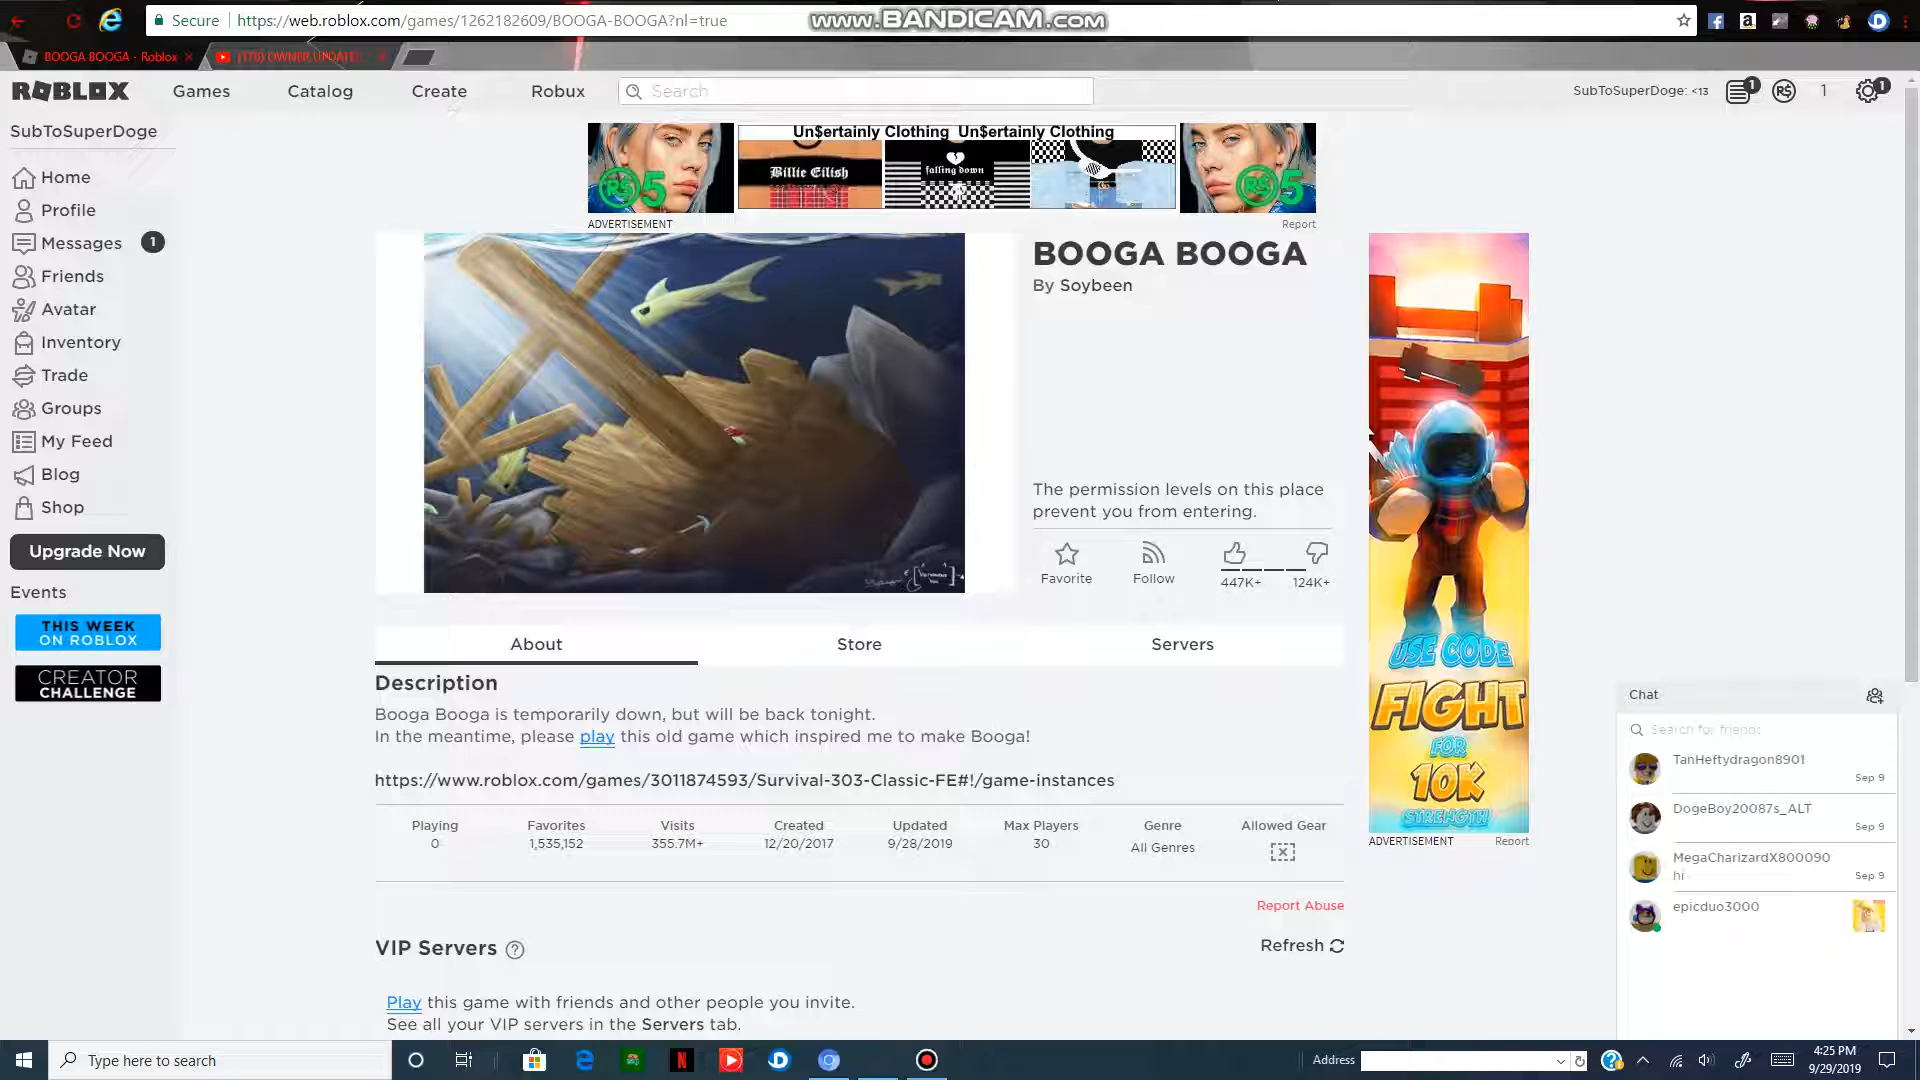 Secure
https://web.roblox.com/games/1262182609/BOOGA-BOOGA?nl=true
www.BANDICAM.com
BOOGA BOOGA - Roblox
(170) OWNER UPDATE
ROBLOX
Games
Catalog
Create
Robux
Search
SubToSuperDoge: <13
1
R$
1
1
SubToSuperDoge
Home
Profile
Messages
1
Friends
Avatar
Inventory
Trade
Groups
My Feed
Blog
Shop
Upgrade Now
Events
THIS WEEK
ON ROBLOX
CREATOR
CHALLENGE
Un$ertainly Clothing Un$ertainly Clothing
R$ 5
Billie Eilish
falling down
R$ 5
ADVERTISEMENT
Report
BOOGA BOOGA
By Soybeen
The permission levels on this place
prevent you from entering.
Favorite
Follow
447K+
124K+
About
Store
Servers
Description
Booga Booga is temporarily down, but will be back tonight.
In the meantime, please play this old game which inspired me to make Booga!
https://www.roblox.com/games/3011874593/Survival-303-Classic-FE#!/game-instances
Playing
0
Favorites
1,535,152
Visits
355.7M+
Created
12/20/2017
Updated
9/28/2019
Max Players
30
Genre
All Genres
Allowed Gear
Report Abuse
VIP Servers
Refresh
Play this game with friends and other people you invite.
See all your VIP servers in the Servers tab.
USE CODE
FIGHT
FOR
10K
STRENGTH
ADVERTISEMENT
Report
Chat
Search for friends
TanHeftydragon8901
Sep 9
DogeBoy20087s_ALT
Sep 9
MegaCharizardX800090
hi
Sep 9
epicduo3000
Type here to search
Address
4:25 PM
9/29/2019